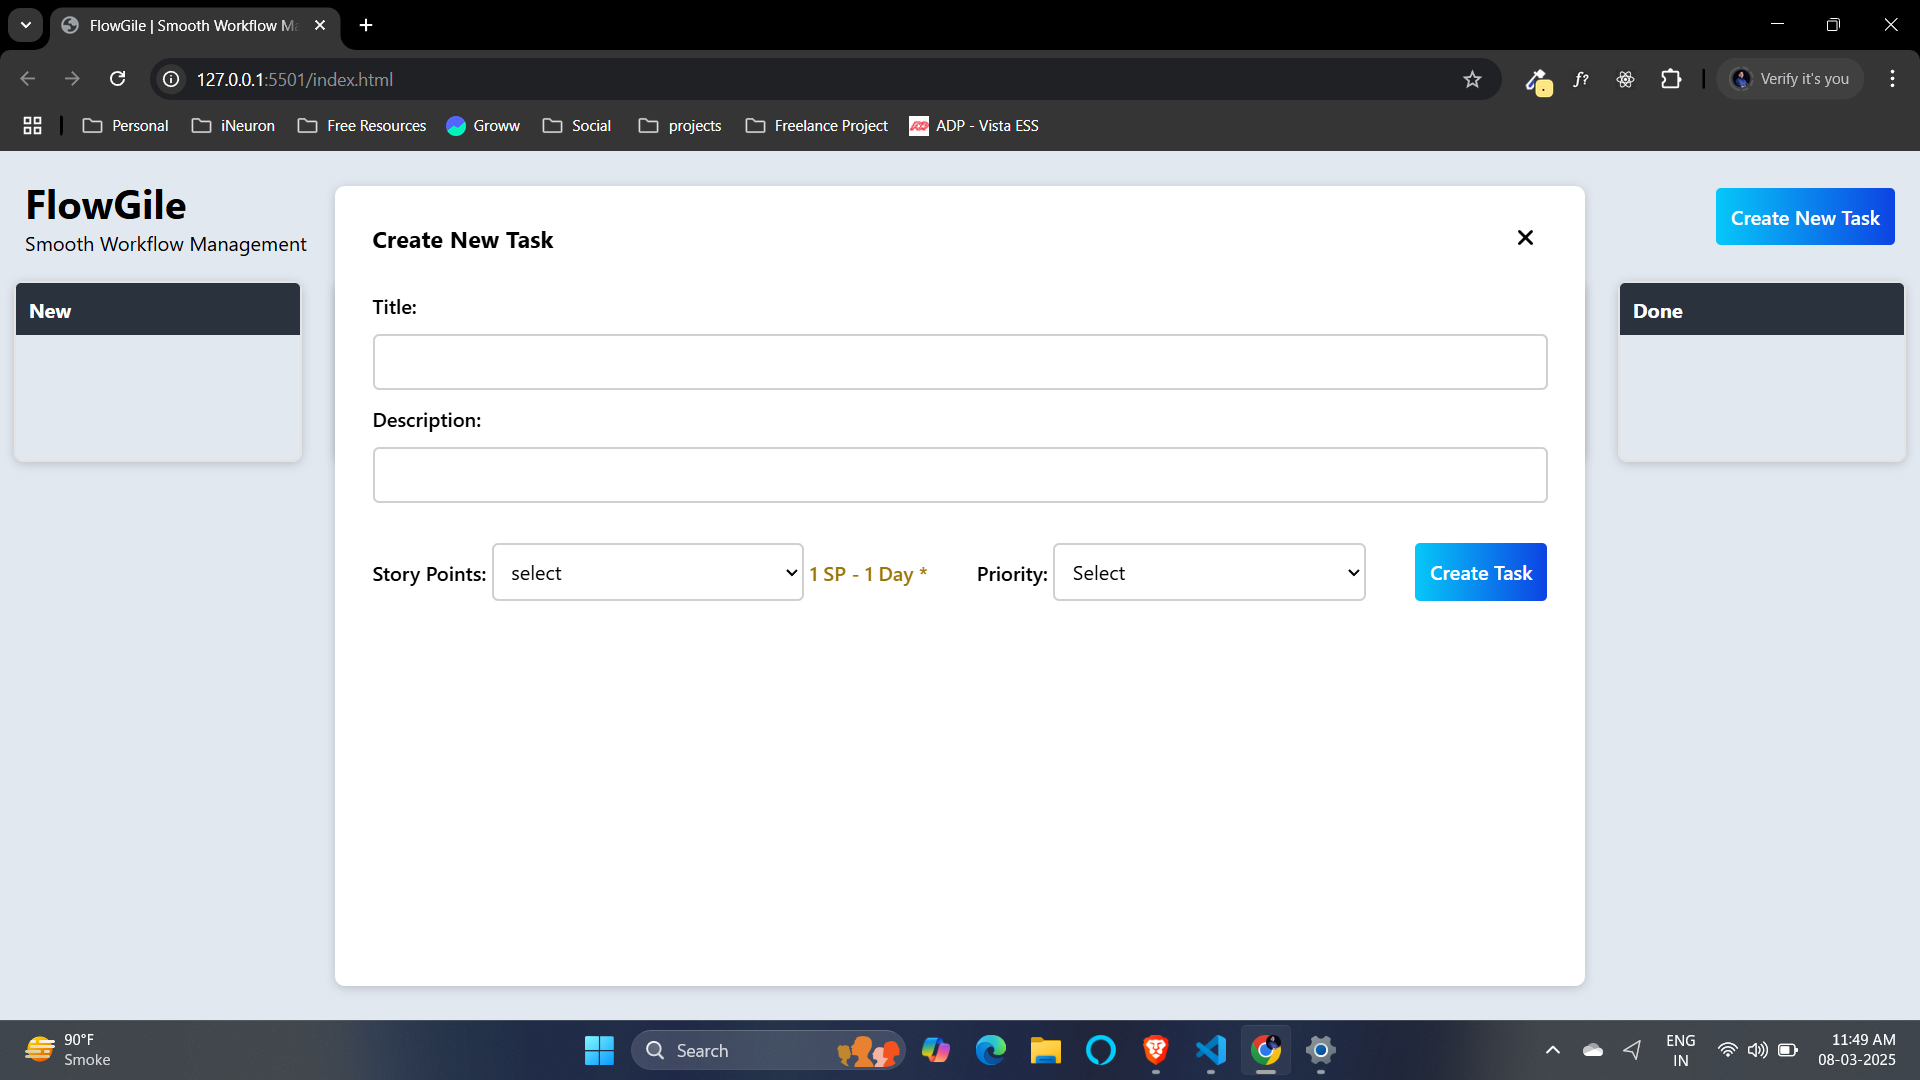 FlowGile | Smooth Workflow Ma
127.0.0.1:5501/index.html
f?
Verify it's you
Personal
iNeuron
Free Resources
Groww
Social
projects
Freelance Project
ADP - Vista ESS
FlowGile
Smooth Workflow Management
Create New Task
Create New Task
New
Done
Title:
Description:
Story Points:
select
1 SP - 1 Day *
Priority:
Select
Create Task
90°F
Smoke
Search
ENG
IN
11:49 AM
08-03-2025